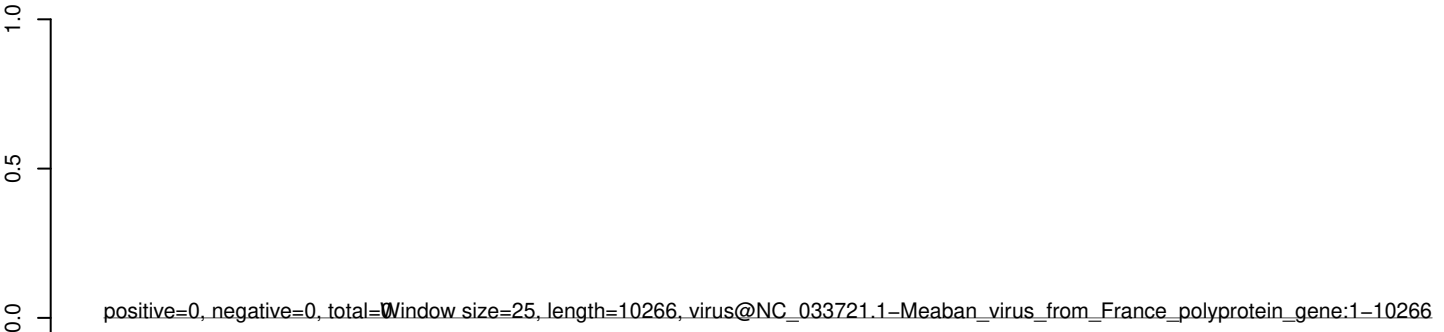 1.0
0.5
0.0
positive=0, negative=0, total=0
Window size=25, length=10266, virus@NC_033721.1−Meaban_virus_from_France_polyprotein_gene:1−10266